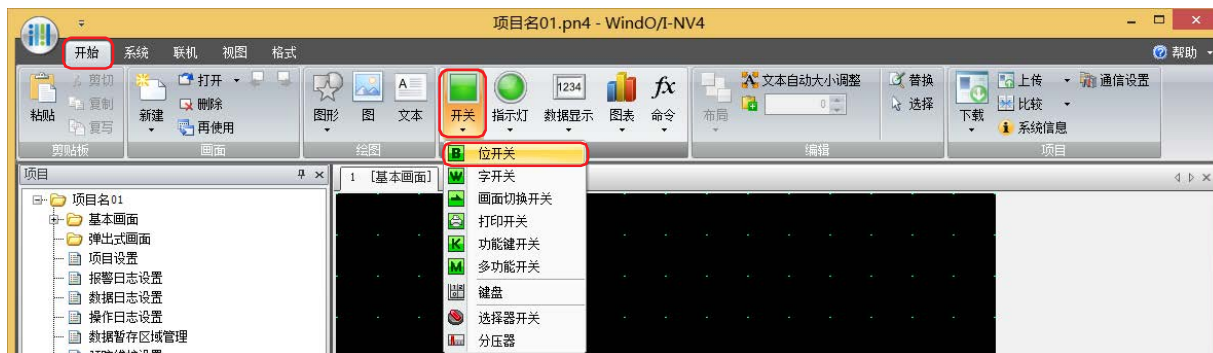 项目名01.pn4 - WindO/I-NV4
开始 系统 联机 视图 格式 帮助
剪切 打开 文本自动大小调整 替换 上传 通信设置
复制 删除 0 选择 比较
粘贴 复写 新建 再使用 图形 图 文本 开关 指示灯 数据显示 图表 命令 布局 下载 系统信息
A 1234 fx
剪贴板 画面 绘图 编辑 项目
项目 1 [基本画面]
B 位开关
W 字开关
画面切换开关
打印开关
K 功能键开关
M 多功能开关
键盘
选择器开关
分压器
项目名01
基本画面
弹出式画面
项目设置
报警日志设置
数据日志设置
操作日志设置
数据暂存区域管理